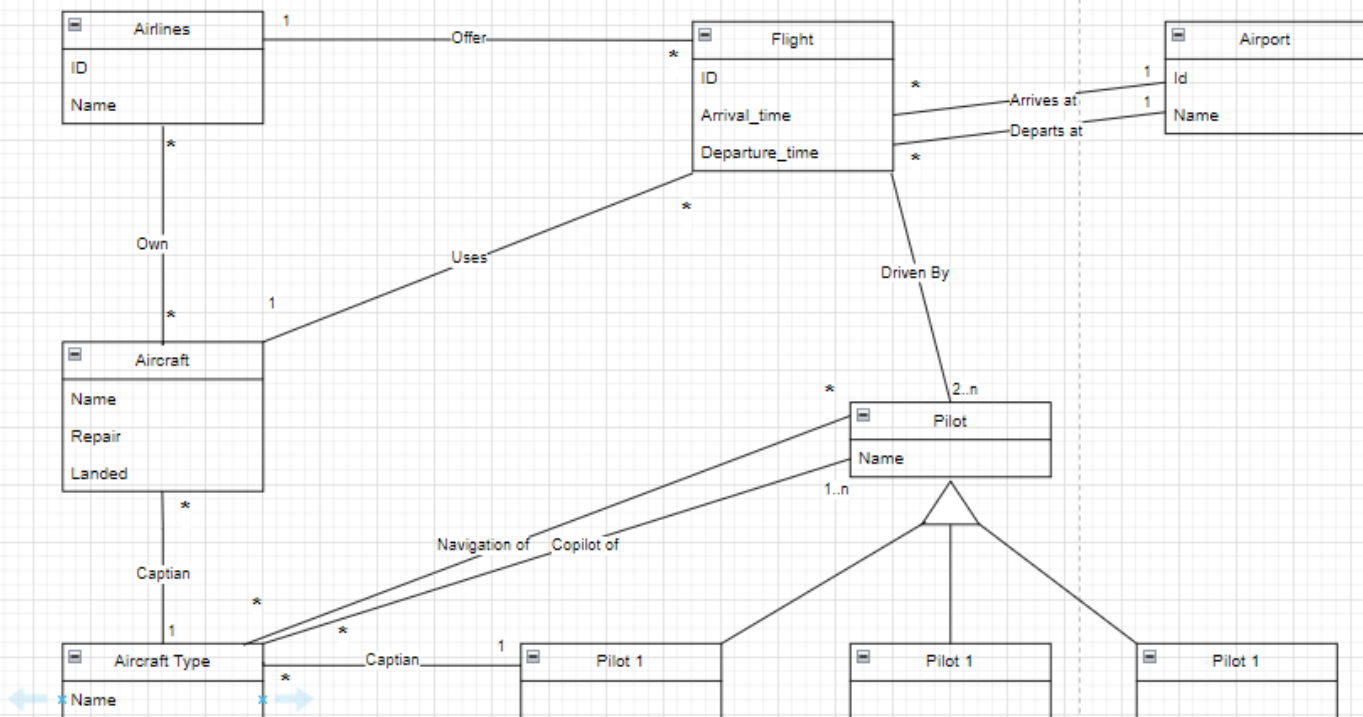 Airlines
ID
Name
1
Offer
*
Flight
ID
Arrival_time
Departure_time
*
Arrives at
1
Departs at
1
*
Airport
Id
Name
*
Own
*
Uses
*
1
Driven By
2..n
Aircraft
Name
Repair
Landed
*
Pilot
Name
1..n
*
Captian
1
Navigation of
Copilot of
*
*
Aircraft Type
Name
*
Captian
1
Pilot 1
Pilot 1
Pilot 1